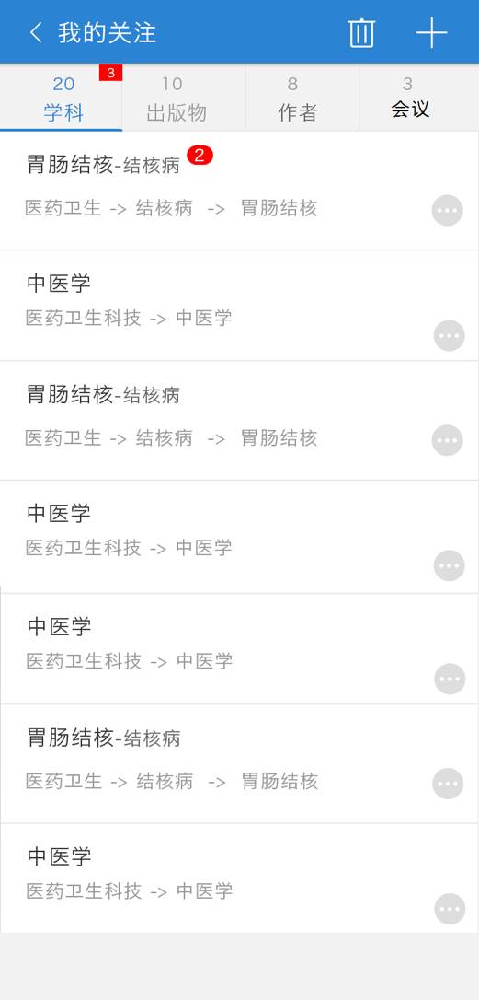 我的关注
20
3
10
8
3
学科
出版物
作者
会议
胃肠结核-结核病 2
医药卫生 -> 结核病 -> 胃肠结核
中医学
医药卫生科技 -> 中医学
胃肠结核-结核病
医药卫生 -> 结核病 -> 胃肠结核
中医学
医药卫生科技 -> 中医学
中医学
医药卫生科技 -> 中医学
胃肠结核-结核病
医药卫生 -> 结核病 -> 胃肠结核
中医学
医药卫生科技 -> 中医学